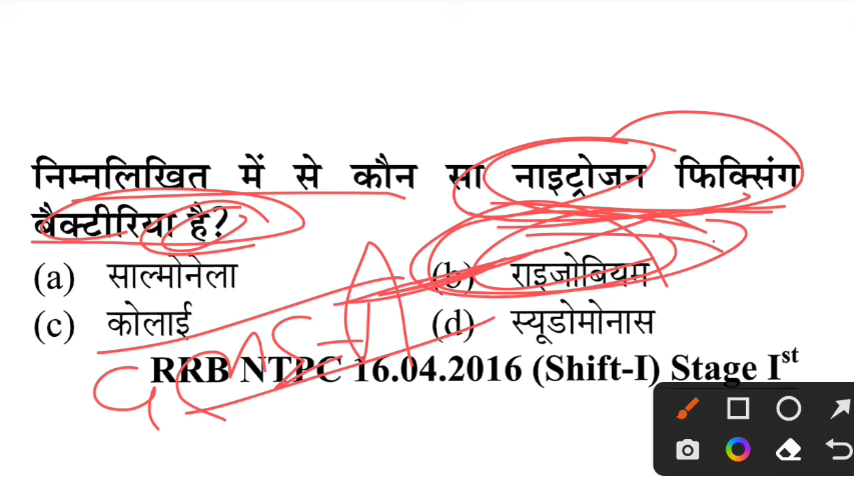 निम्नलिखित में से कौन सा नाइट्रोजन फिक्सिंग
बैक्टीरिया है?
(a) साल्मोनेला (b) राइजोबियम
(c) कोलाई (d) स्यूडोमोनास
RRB NTPC 16.04.2016 (Shift-I) Stage Ist